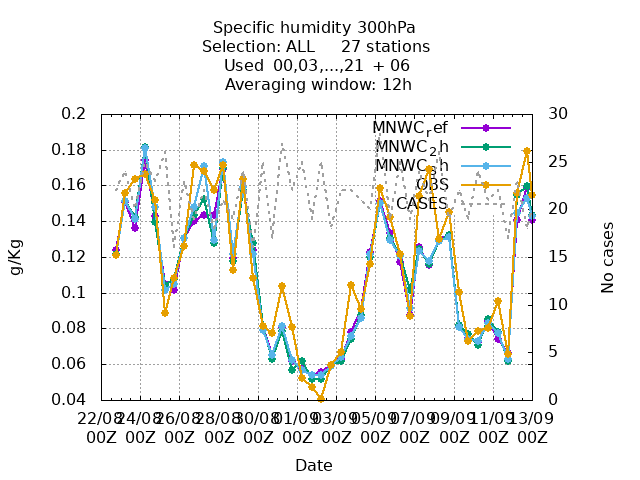 Specific humidity 300hPa
Selection: ALL 27 stations
Used 00,03,...,21 + 06
Averaging window: 12h
0.2
0.18
0.16
0.14
0.12
0.1
0.08
0.06
0.04
g/Kg
30
25
20
15
10
5
0
No cases
MNWC_ref
MNWC_2h
MNWC_3
OBS
CASES
22/08 24/08 26/08 28/08 30/08 01/09 03/09 05/09 07/09 09/09 11/09 13/09
00Z 00Z 00Z 00Z 00Z 00Z 00Z 00Z 00Z 00Z 00Z 00Z
Date